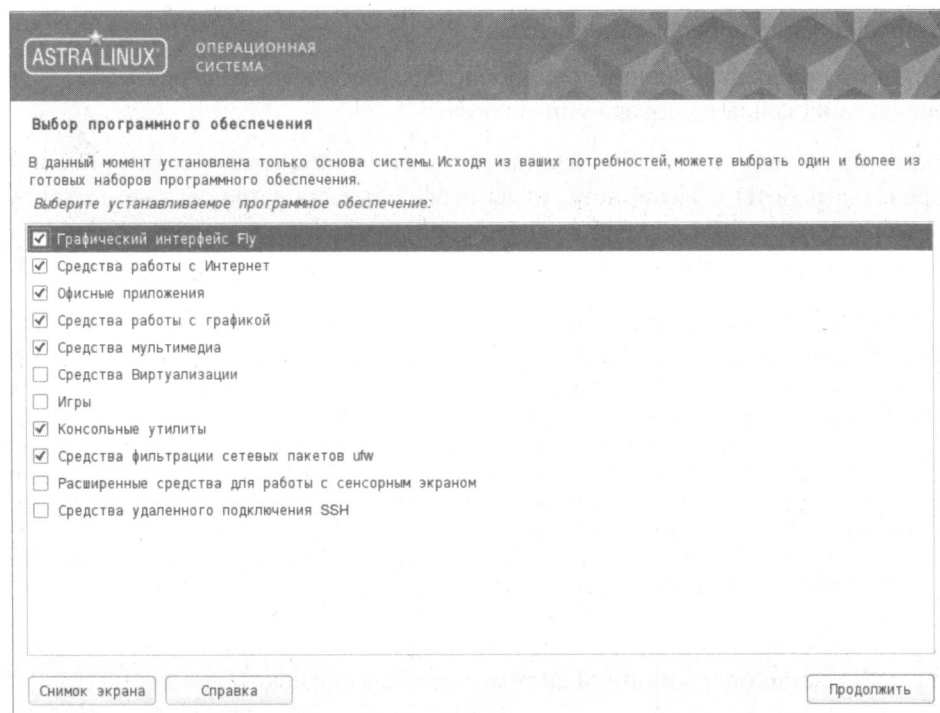 ASTRA LINUX®
ОПЕРАЦИОННАЯ
СИСТЕМА
Выбор программного обеспечения
В данный момент установлена только основа системы. Исходя из ваших потребностей, можете выбрать один и более из
готовых наборов программного обеспечения.
Выберите устанавливаемое программное обеспечение:
Графический интерфейс Fly
Средства работы с Интернет
Офисные приложения
Средства работы с графикой
Средства мультимедиа
Средства Виртуализации
Игры
Консольные утилиты
Средства фильтрации сетевых пакетов ufw
Расширенные средства для работы с сенсорным экраном
Средства удаленного подключения SSH
Снимок экрана
Справка
Продолжить